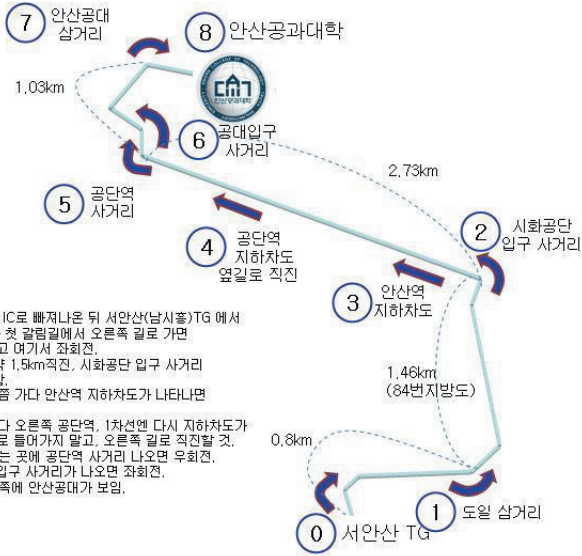 7 안산공대
삼거리
8 안산공과대학
1.03km
안산공과대학
6 공대입구
사거리
2.73km
5 공단역
사거리
2 시화공단
입구 사거리
4 공단역
지하차도
옆길로 직진
3 안산역
지하차도
IC로 빠져나온 뒤 서안산(남시흥)TG 에서
첫 갈림길에서 오른쪽 길로 가면
고 여기서 좌회전.
1.5km직진, 시화공단 입구 사거리
쯤 가다 안산역 지하차도가 나타나면
다 오른쪽 공단역, 1차선엔 다시 지하차도가
로 들어가지 말고, 오른쪽 길로 직진할 것.
는 곳에 공단역 사거리 나오면 우회전.
입구 사거리가 나오면 좌회전.
쪽에 안산공대가 보임.
1.46km
(84번지방도)
0.8km
1 도일 삼거리
0 서안산 TG